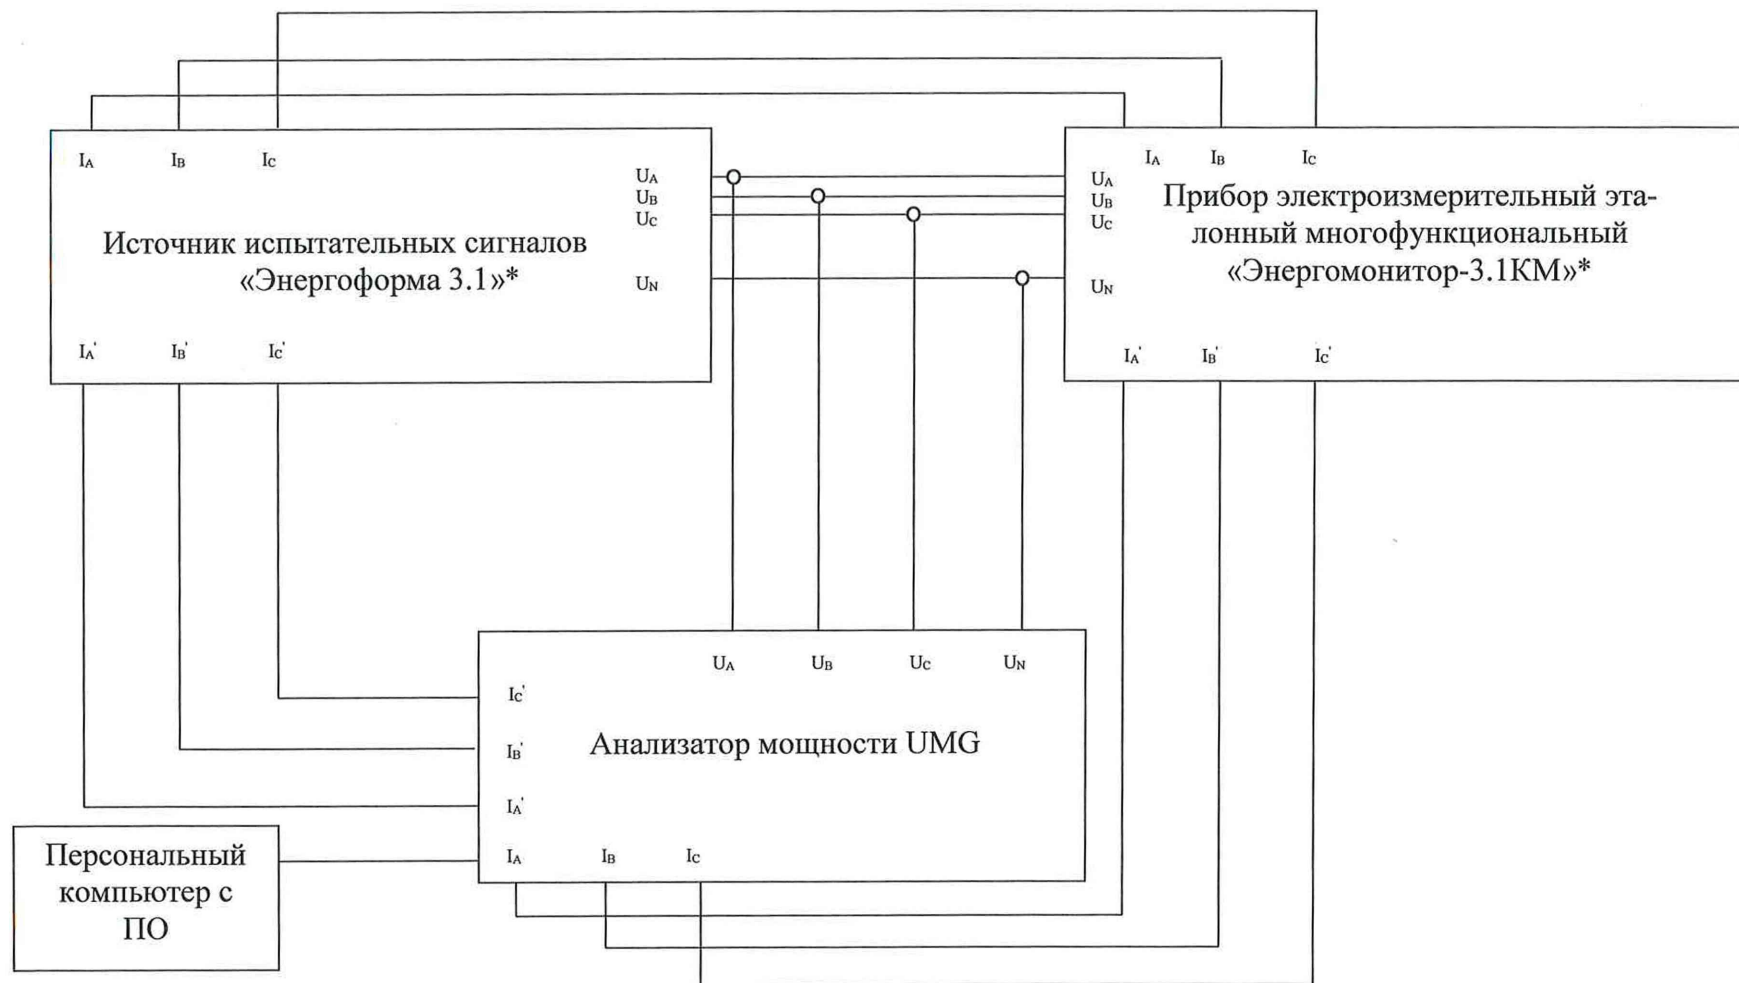 IA IB IC
UA
UB
UC
Источник испытательных сигналов
«Энергоформа 3.1»*
UN
IA' IB' IC'
IA IB IC
UA
UB
UC
Прибор электроизмерительный эта-
лонный многофункциональный
«Энергомонитор-3.1КМ»*
UN
IA' IB' IC'
UA UB UC UN
IC'
IB'
Анализатор мощности UMG
IA'
IA IB IC
Персональный
компьютер с
ПО